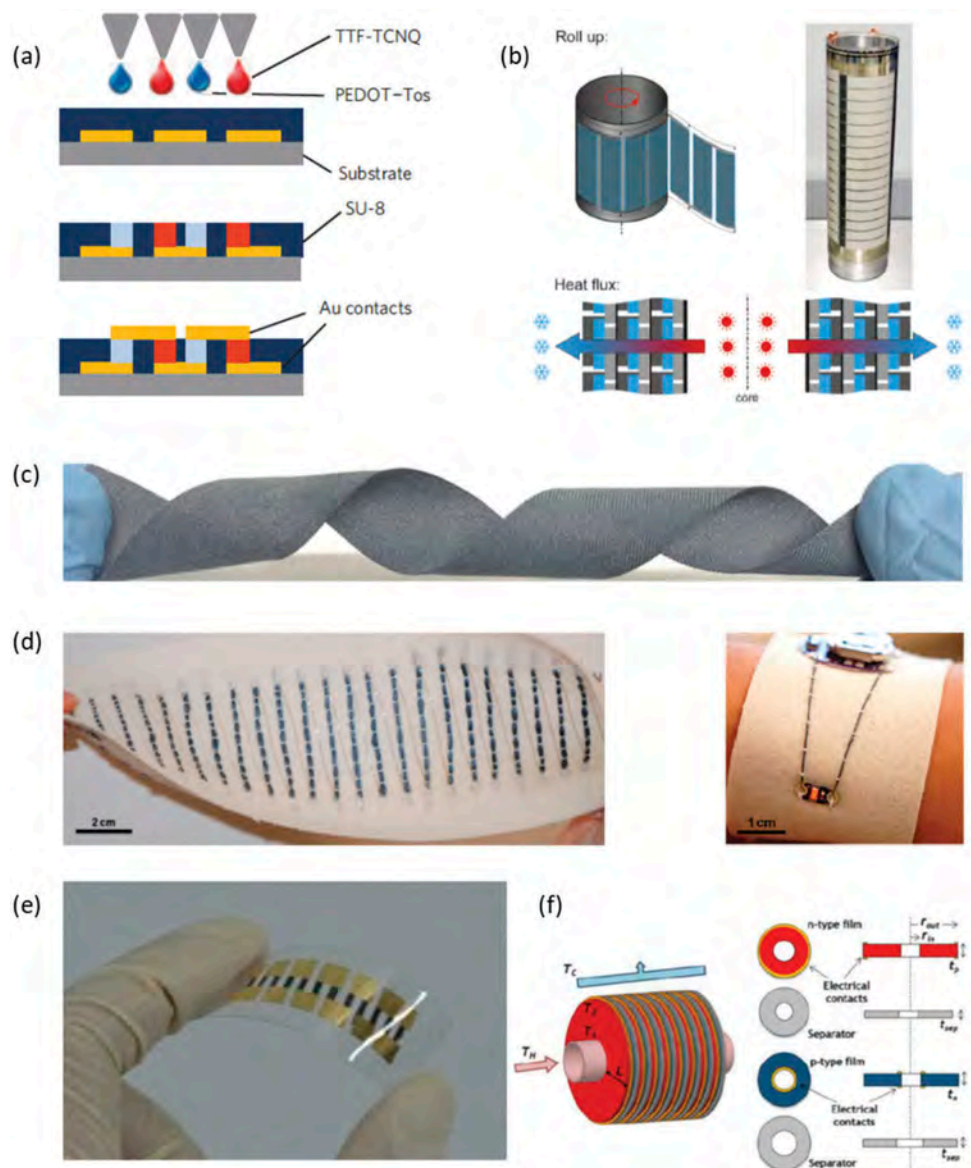 (a)
TTF-TCNQ
PEDOT-Tos
Substrate
SU-8
Au contacts
(b)
Roll up:
Heat flux:
core
(c)
(d)
2 cm
1 cm
(e)
(f)
T_C
T_H
L
n-type film
r_out
r_in
t_p
Electrical
contacts
t_sep
Separator
p-type film
t_n
Electrical
contacts
t_sep
Separator